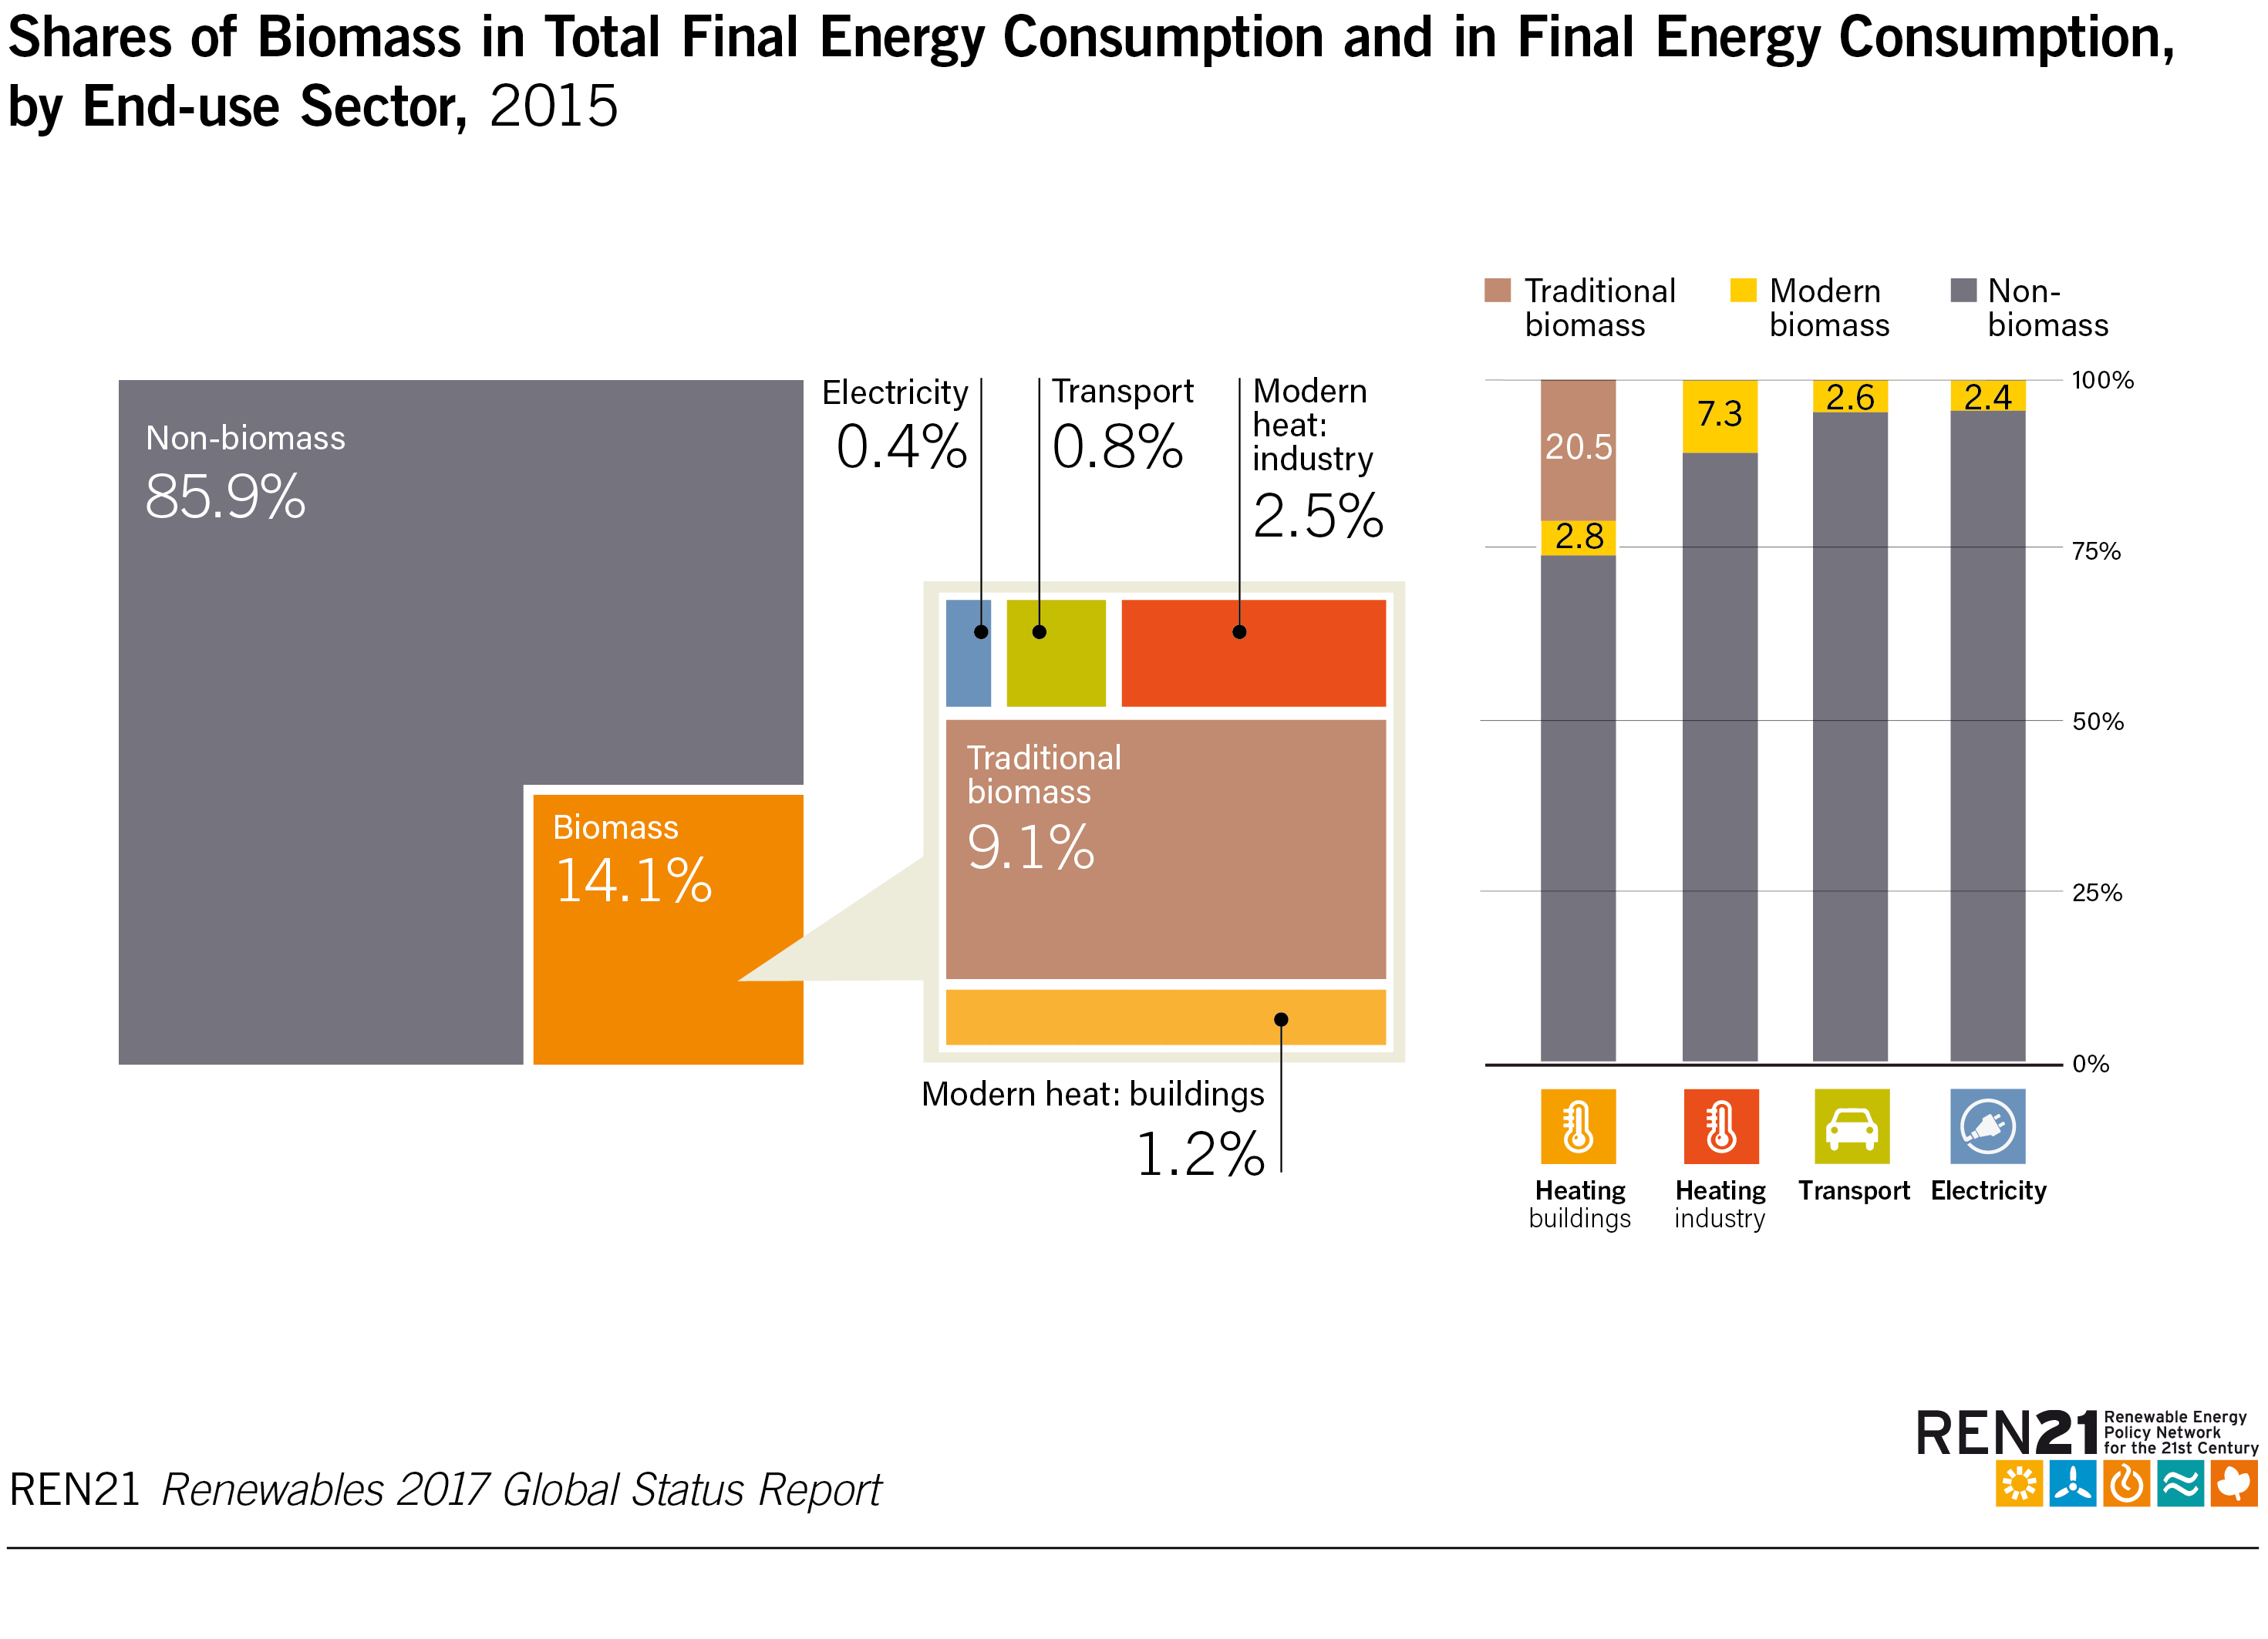 Shares of Biomass in Total Final Energy Consumption and in Final Energy Consumption,
by End-use Sector, 2015
Non-biomass
85.9%
Biomass
14.1%
Electricity
0.4%
Transport
0.8%
Modern
heat:
industry
2.5%
Traditional
biomass
9.1%
Modern heat: buildings
1.2%
Traditional
biomass
Modern
biomass
Non-
biomass
100%
75%
50%
25%
0%
20.5
2.8
7.3
2.6
2.4
Heating
buildings
Heating
industry
Transport
Electricity
REN21 Renewables 2017 Global Status Report
REN21
Renewable Energy
Policy Network
for the 21st Century